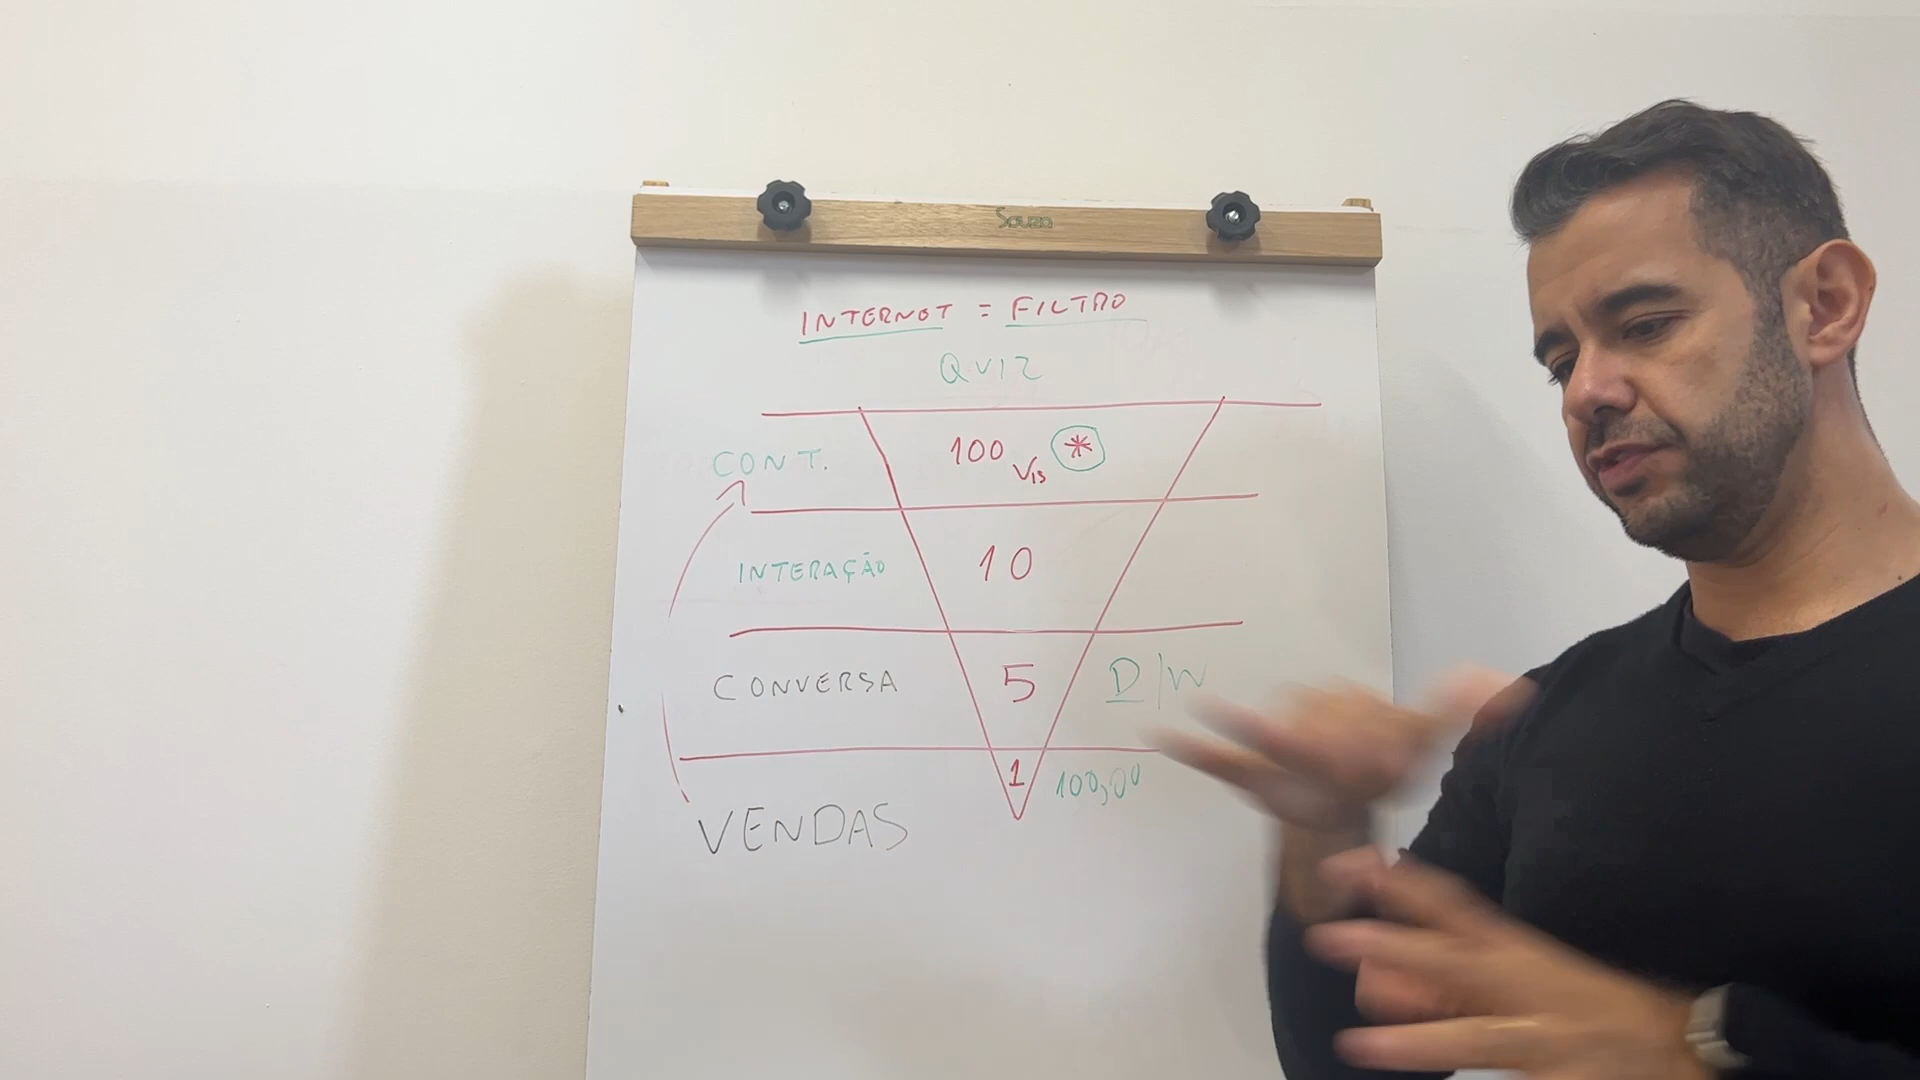 Souza
INTERNET = FILTRO
QUIZ
CONT. 100 VIS *
INTERAÇÃO 10
CONVERSA 5 D/W
1 100,00
VENDAS